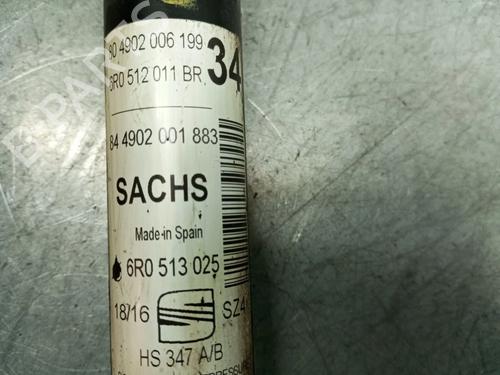 80 4902 006 199
6R0 512 011 BR
34
84 4902 001 883
SACHS
Made in Spain
6R0 513 025
18/16
SZ4
HS 347 A/B